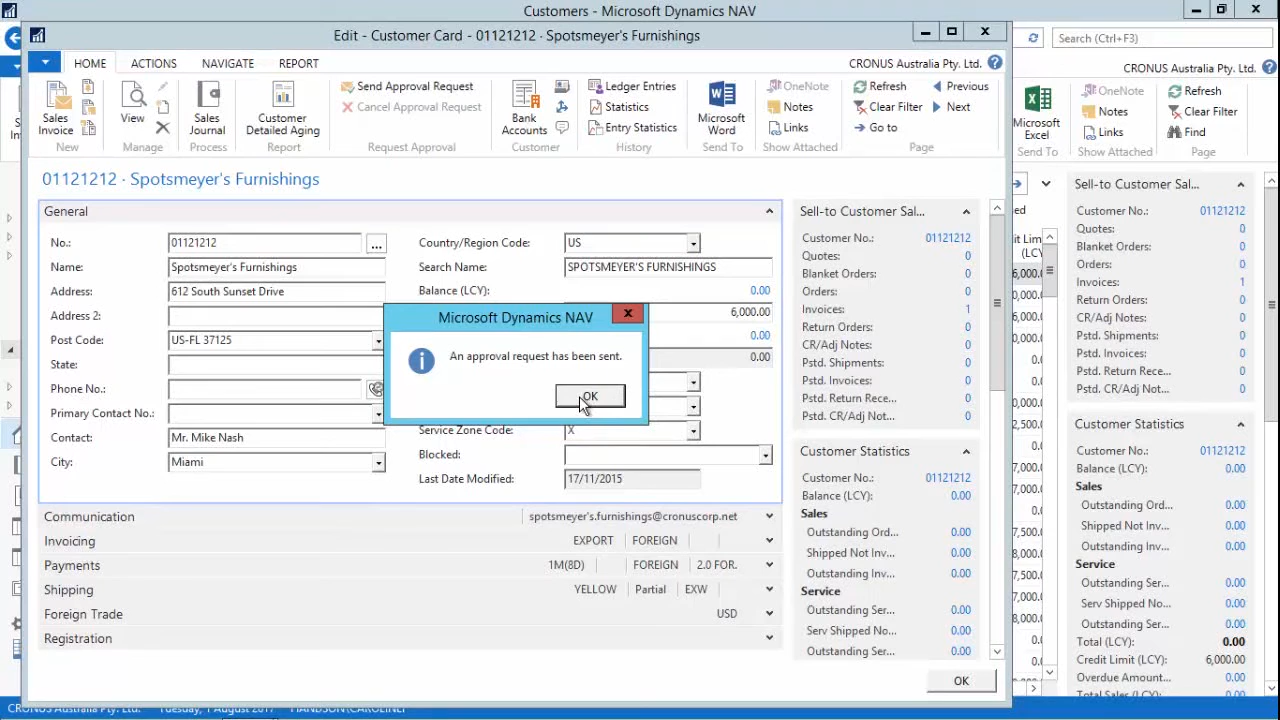 Customers - Microsoft Dynamics NAV
Edit - Customer Card - 01121212 · Spotsmeyer's Furnishings
HOME ACTIONS NAVIGATE REPORT CRONUS Australia Pty. Ltd.
Sales Invoice
New
View
Manage
Sales Journal
Process
Customer Detailed Aging
Report
Send Approval Request
Cancel Approval Request
Request Approval
Bank Accounts
Customer
Ledger Entries
Statistics
Entry Statistics
History
Microsoft Word
Send To
OneNote
Notes
Links
Show Attached
Refresh
Clear Filter
Go to
Previous
Next
Page
Search (Ctrl+F3)
CRONUS Australia Pty. Ltd.
Microsoft Excel
Send To
OneNote
Notes
Links
Show Attached
Refresh
Clear Filter
Find
Page
01121212 · Spotsmeyer's Furnishings
General
No.: 01121212 ...
Name: Spotsmeyer's Furnishings
Address: 612 South Sunset Drive
Address 2:
Post Code: US-FL 37125
State:
Phone No.:
Primary Contact No.:
Contact: Mr. Mike Nash
City: Miami
Country/Region Code: US
Search Name: SPOTSMEYER'S FURNISHINGS
Balance (LCY): 0.00
6,000.00
0.00
0.00
Service Zone Code: X
Blocked:
Last Date Modified: 17/11/2015
Microsoft Dynamics NAV
An approval request has been sent.
OK
Communication spotsmeyer's.furnishings@cronuscorp.net
Invoicing EXPORT FOREIGN
Payments 1M(8D) FOREIGN 2.0 FOR.
Shipping YELLOW Partial EXW
Foreign Trade USD
Registration
Sell-to Customer Sal...
Customer No.: 01121212
Quotes: 0
Blanket Orders: 0
Orders: 0
Invoices: 1
Return Orders: 0
CR/Adj Notes: 0
Pstd. Shipments: 0
Pstd. Invoices: 0
Pstd. Return Rece... 0
Pstd. CR/Adj Not... 0
Customer Statistics
Customer No.: 01121212
Balance (LCY): 0.00
Sales
Outstanding Ord... 0.00
Shipped Not Inv... 0.00
Outstanding Inv... 0.00
Service
Outstanding Ser... 0.00
Serv Shipped No... 0.00
Outstanding Ser... 0.00
OK
Sell-to Customer Sal...
Customer No.: 01121212
Quotes: 0
Blanket Orders: 0
Orders: 0
Invoices: 1
Return Orders: 0
CR/Adj Notes: 0
Pstd. Shipments: 0
Pstd. Invoices: 0
Pstd. Return Rece... 0
Pstd. CR/Adj Not... 0
Customer Statistics
Customer No.: 01121212
Balance (LCY): 0.00
Sales
Outstanding Ord... 0.00
Shipped Not Inv... 0.00
Outstanding Inv... 0.00
Service
Outstanding Ser... 0.00
Serv Shipped No... 0.00
Outstanding Ser... 0.00
Total (LCY): 0.00
Credit Limit (LCY): 6,000.00
Overdue Amount... 0.00
Total Sales (LCY): 0.00
CRONUS Australia Pty. Ltd. Tuesday, 1 August 2017